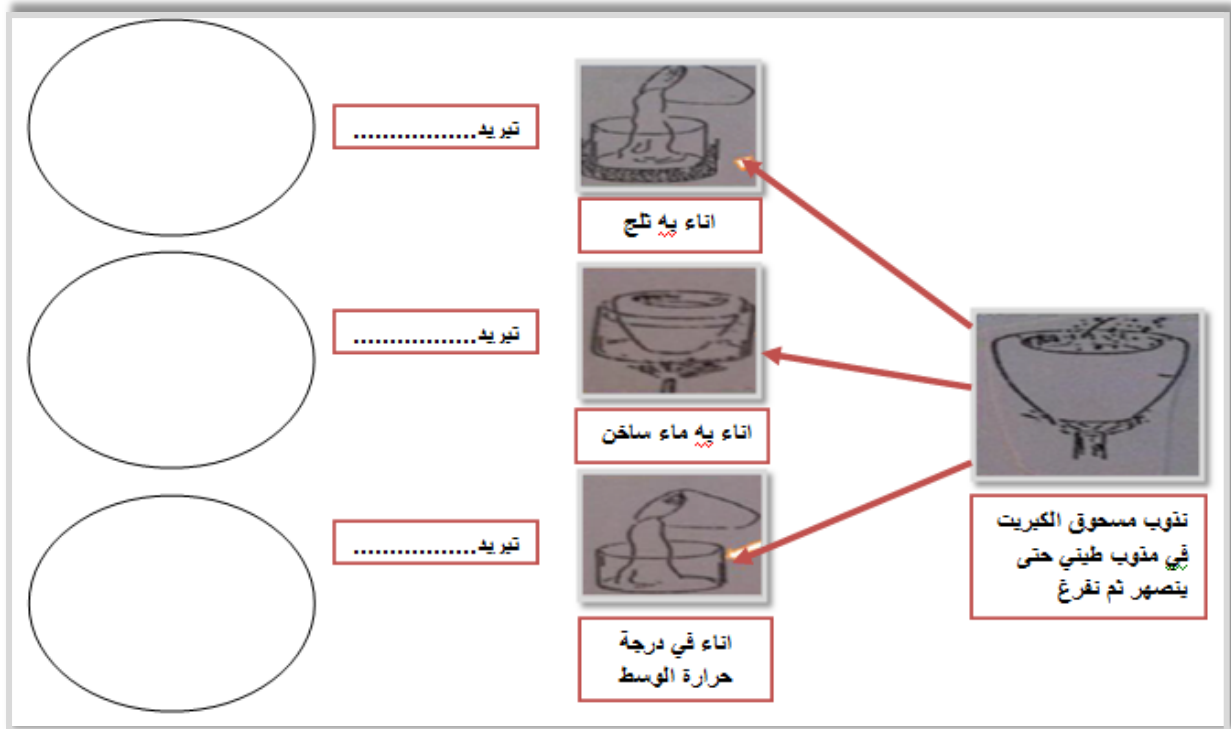 تبريد.................
اناء به ثلج
تبريد.................
اناء به ماء ساخن
تبريد.................
اناء في درجة
حرارة الوسط
نذوب مسحوق الكبريت
في مذوب طيني حتى
ينصهر ثم نفرغ